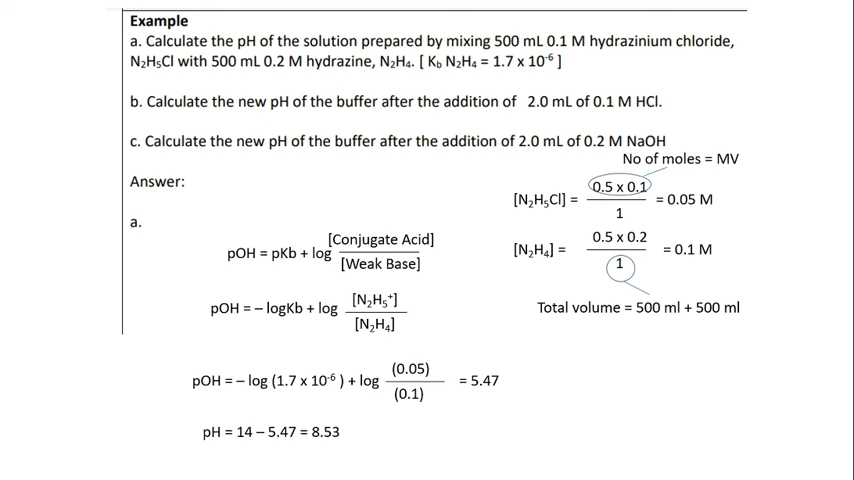 Example
a. Calculate the pH of the solution prepared by mixing 500 mL 0.1 M hydrazinium chloride,
N₂H₅Cl with 500 mL 0.2 M hydrazine, N₂H₄. [ K_b N₂H₄ = 1.7 x 10⁻⁶ ]
b. Calculate the new pH of the buffer after the addition of 2.0 mL of 0.1 M HCl.
c. Calculate the new pH of the buffer after the addition of 2.0 mL of 0.2 M NaOH
No of moles = MV
Answer:
[N₂H₅Cl] = 0.5 x 0.1 / 1 = 0.05 M
a.
[N₂H₄] = 0.5 x 0.2 / 1 = 0.1 M
pOH = pKb + log [Conjugate Acid] / [Weak Base]
Total volume = 500 ml + 500 ml
pOH = – logKb + log [N₂H₅⁺] / [N₂H₄]
pOH = – log (1.7 x 10⁻⁶ ) + log (0.05) / (0.1) = 5.47
pH = 14 – 5.47 = 8.53